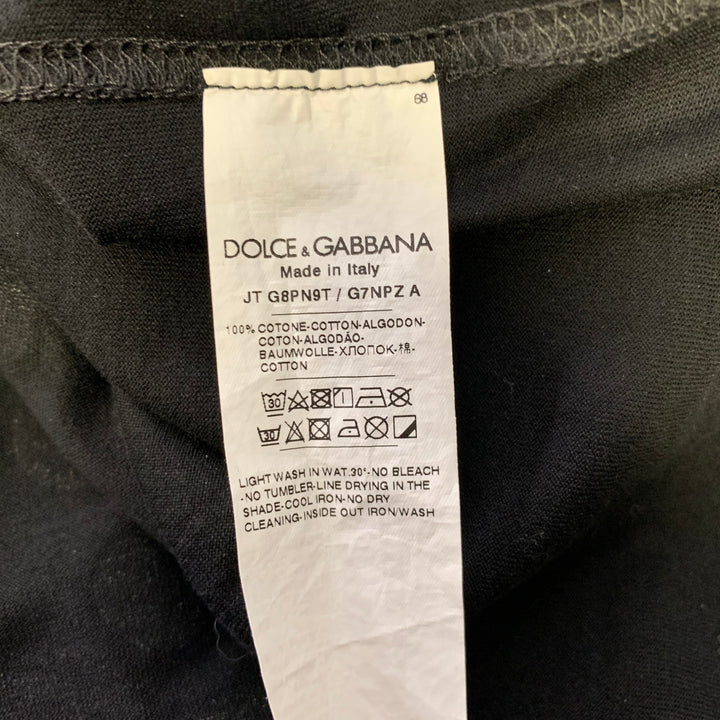 68
DOLCE & GABBANA
Made in Italy
JT G8PN9T / G7NPZ A
100% COTONE-COTTON-ALGODON-
COTON-ALGODÃO-
BAUMWOLLE-ХЛОПОК-棉-
COTTON
30
30
LIGHT WASH IN WAT.30°-NO BLEACH
-NO TUMBLER-LINE DRYING IN THE
SHADE-COOL IRON-NO DRY
CLEANING-INSIDE OUT IRON/WASH